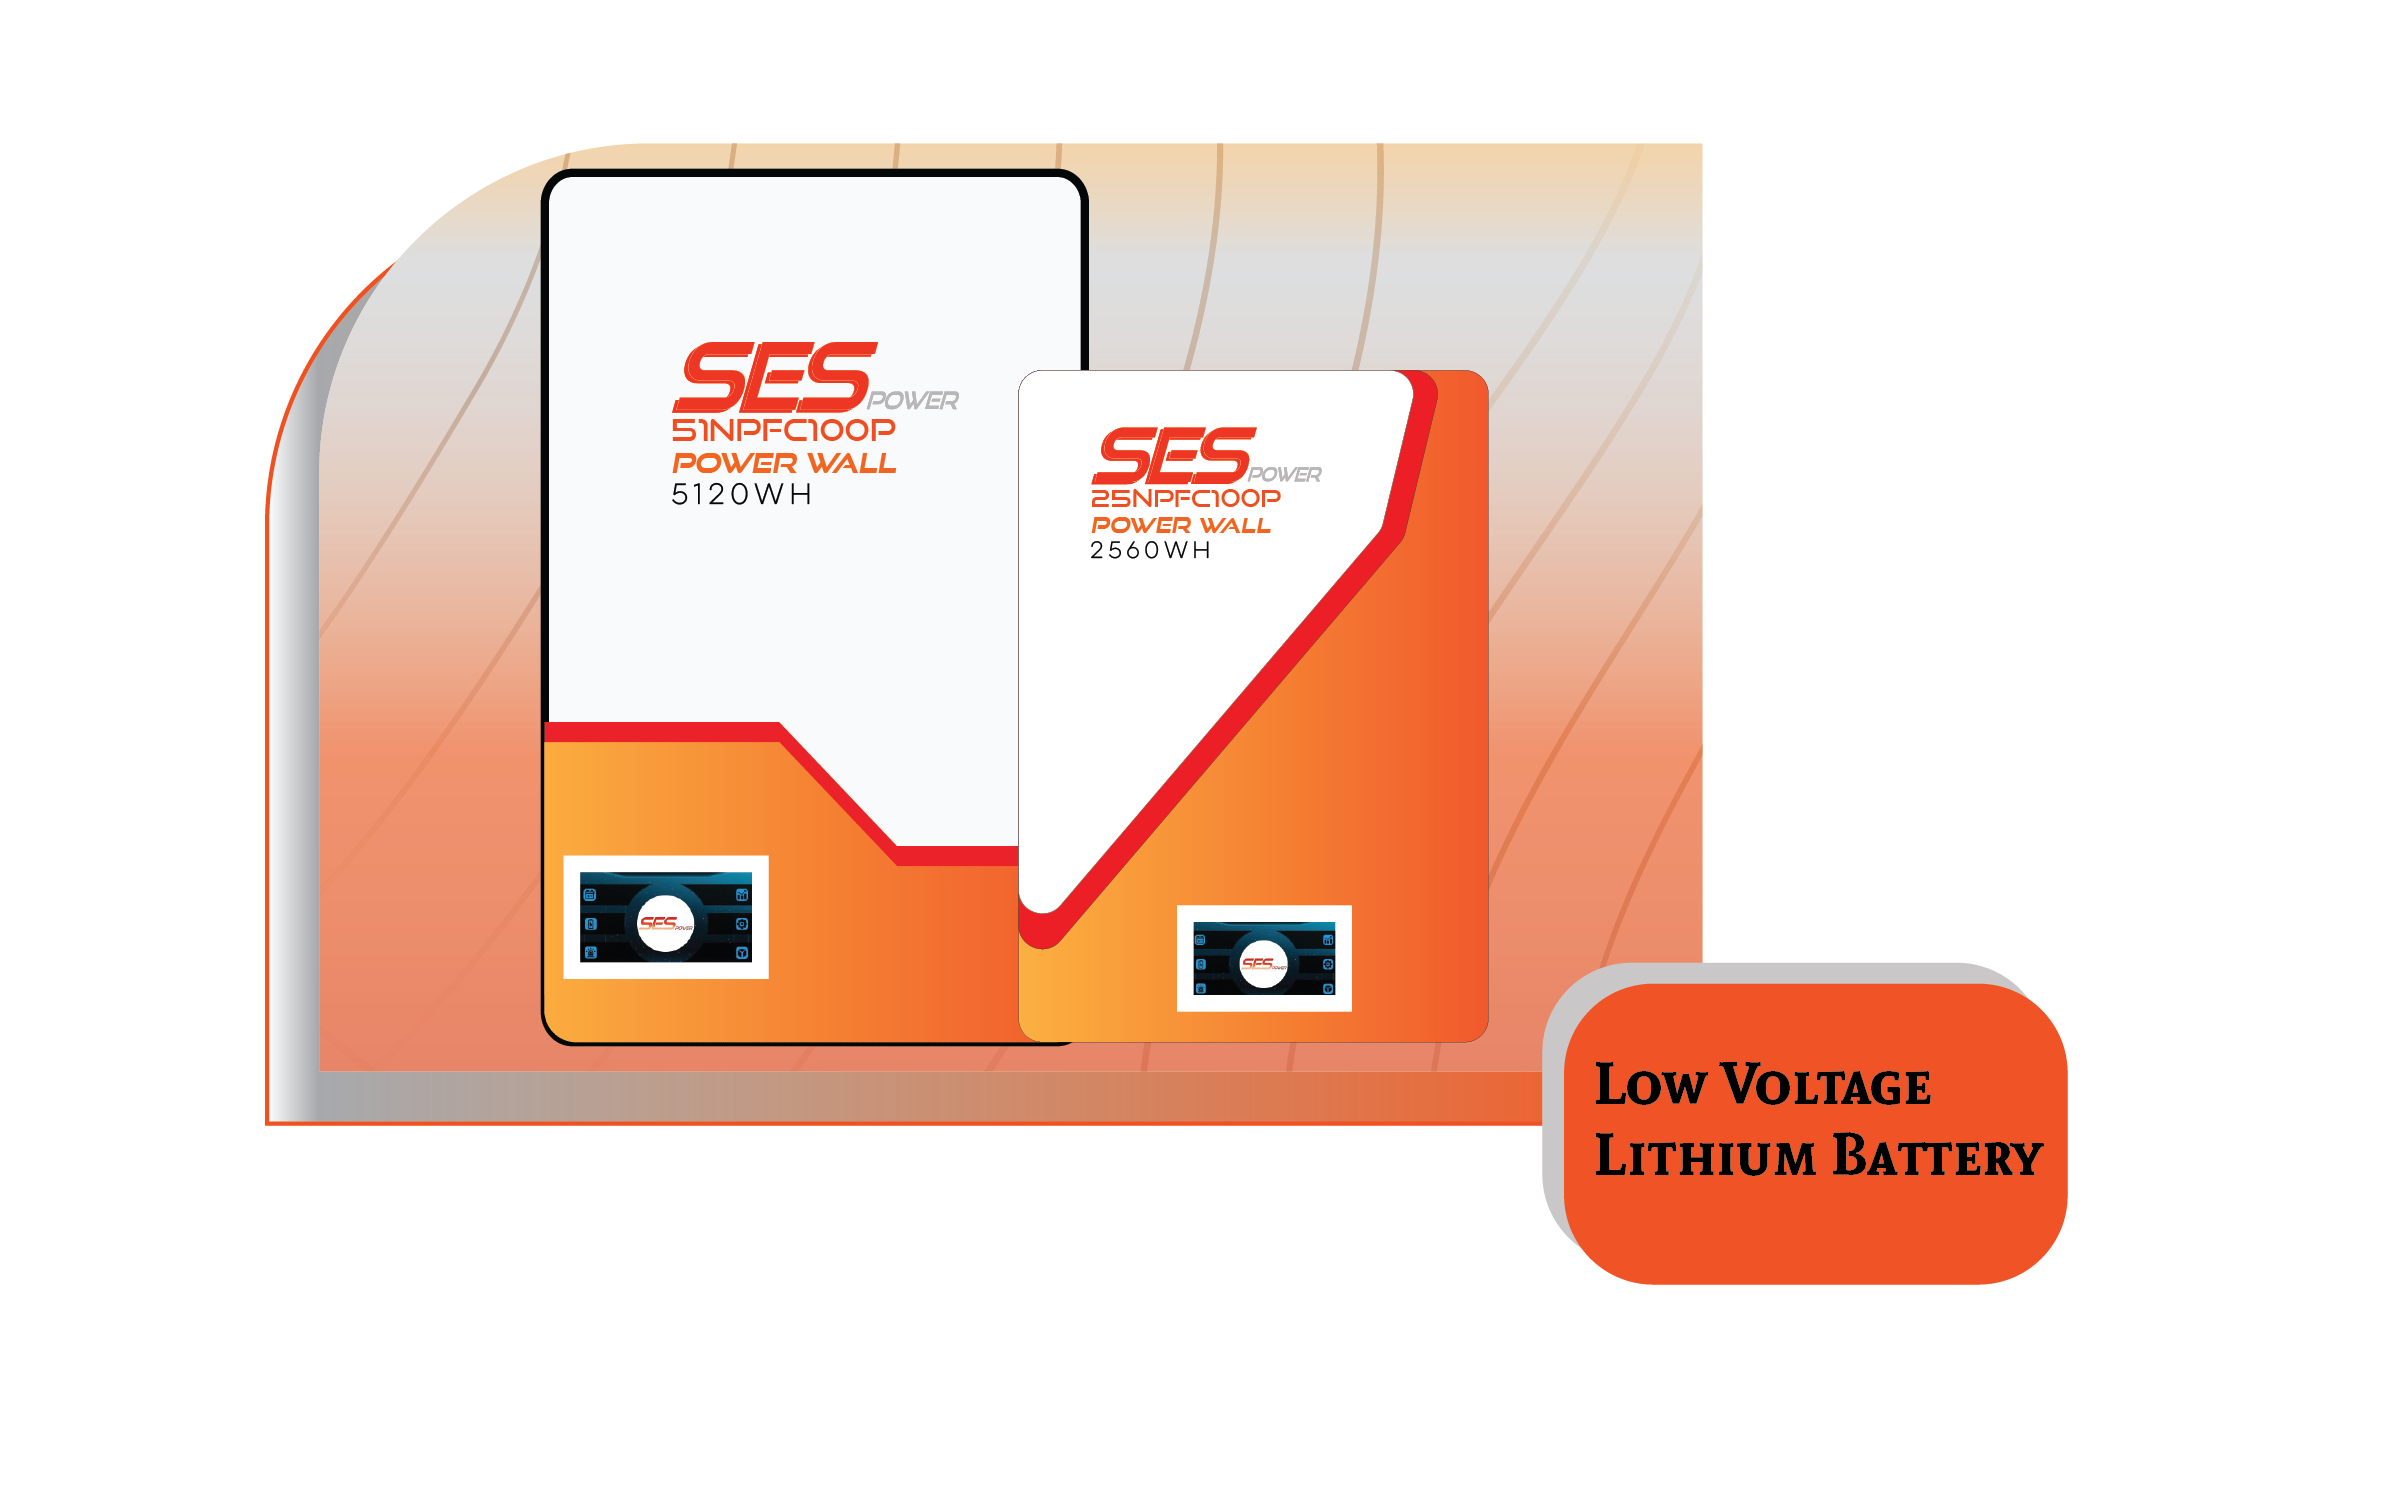 SES POWER
51NPFC100P
POWER WALL
5120WH
SES POWER
25NPFC100P
POWER WALL
2560WH
SES POWER
SES POWER
Low Voltage
Lithium Battery